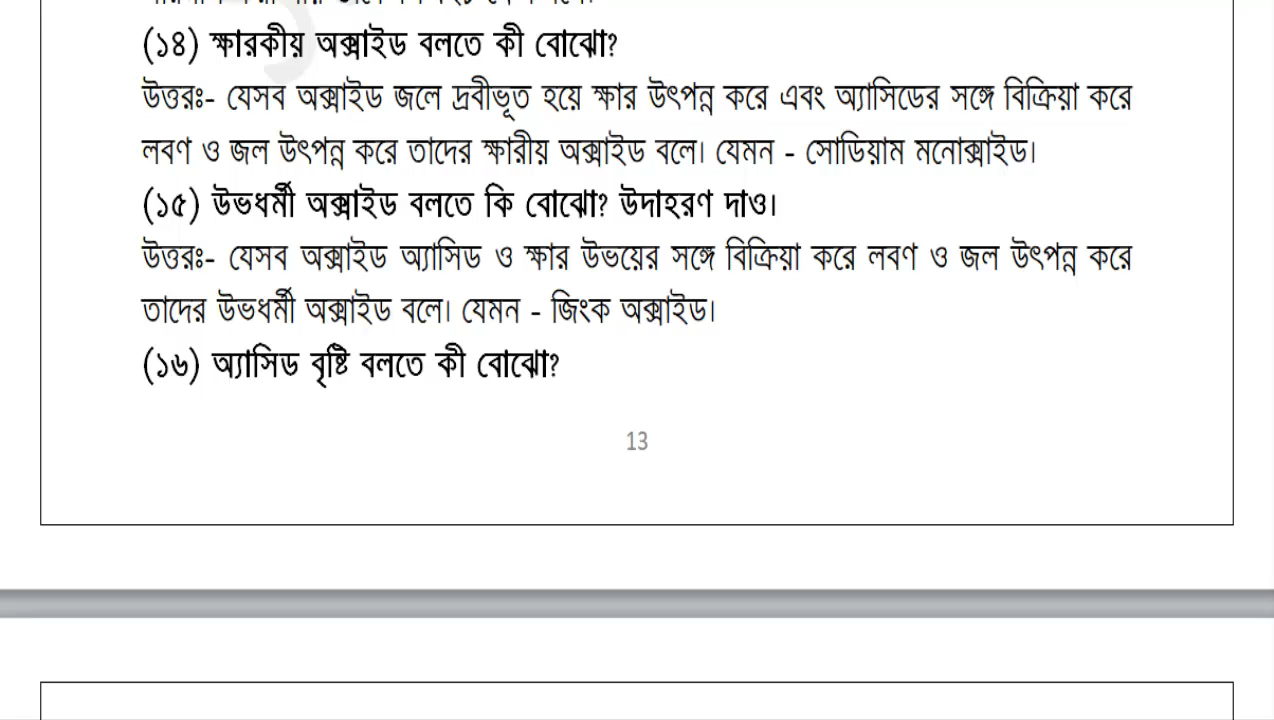 (১৪) ক্ষারকীয় অক্সাইড বলতে কী বোঝো?
উত্তরঃ- যেসব অক্সাইড জলে দ্রবীভূত হয়ে ক্ষার উৎপন্ন করে এবং অ্যাসিডের সঙ্গে বিক্রিয়া করে
লবণ ও জল উৎপন্ন করে তাদের ক্ষারীয় অক্সাইড বলে। যেমন - সোডিয়াম মনোক্সাইড।
(১৫) উভধর্মী অক্সাইড বলতে কি বোঝো? উদাহরণ দাও।
উত্তরঃ- যেসব অক্সাইড অ্যাসিড ও ক্ষার উভয়ের সঙ্গে বিক্রিয়া করে লবণ ও জল উৎপন্ন করে
তাদের উভধর্মী অক্সাইড বলে। যেমন - জিংক অক্সাইড।
(১৬) অ্যাসিড বৃষ্টি বলতে কী বোঝো?
13